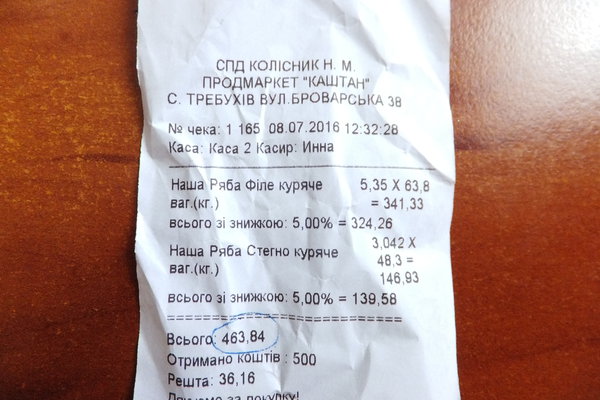 СПД КОЛІСНИК Н. М.
ПРОДМАРКЕТ "КАШТАН"
С. ТРЕБУХІВ ВУЛ.БРОВАРСЬКА 38
№ чека: 1 165 08.07.2016 12:32:28
Каса: Каса 2 Касир: Инна
Наша Ряба Філе куряче 5,35 X 63,8
ваг.(кг.) = 341,33
всього зі знижкою: 5,00% = 324,26
3,042 X
Наша Ряба Стегно куряче 48,3 =
ваг.(кг.) 146,93
всього зі знижкою: 5,00% = 139,58
Всього: 463,84
Отримано коштів : 500
Решта: 36,16
Дякуємо за покупку!